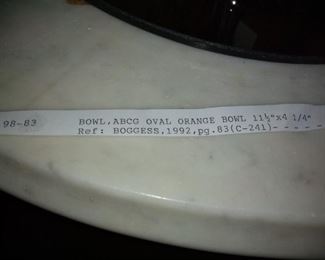 98-83 BOWL,ABCG OVAL ORANGE BOWL 11½"x4 1/4"
Ref: BOGGESS,1992,pg.83(C-241)- - - - -